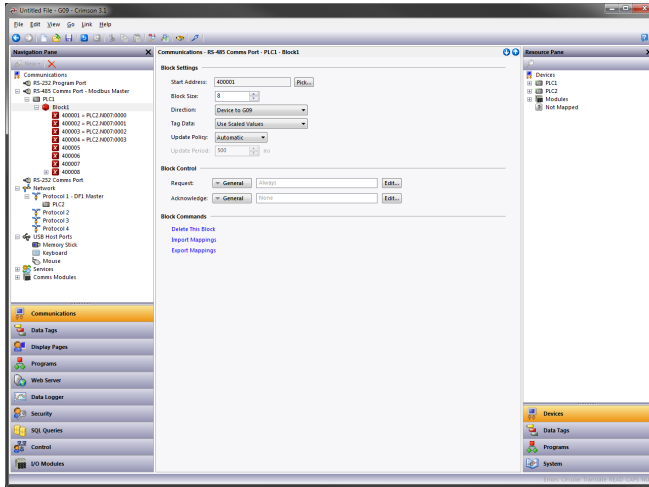 Untitled File - G09 - Crimson 3.1
File Edit View Go Link Help
Navigation Pane
Communications - RS-485 Comms Port - PLC1 - Block1
Resource Pane
Communications
RS-232 Program Port
RS-485 Comms Port - Modbus Master
PLC1
Block1
400001 = PLC2.N007:0000
400002 = PLC2.N007:0001
400003 = PLC2.N007:0002
400004 = PLC2.N007:0003
400005
400006
400007
400008
RS-232 Comms Port
Network
Protocol 1 - DF1 Master
PLC2
Protocol 2
Protocol 3
Protocol 4
USB Host Ports
Memory Stick
Keyboard
Mouse
Services
Comms Modules
Communications
Data Tags
Display Pages
Programs
Web Server
Data Logger
Security
SQL Queries
Control
I/O Modules
Block Settings
Start Address: 400001 Pick...
Block Size: 8
Direction: Device to G09
Tag Data: Use Scaled Values
Update Policy: Automatic
Update Period: 500 ms
Block Control
Request: General Always Edit...
Acknowledge: General None Edit...
Block Commands
Delete This Block
Import Mappings
Export Mappings
Devices
PLC1
PLC2
Modules
Not Mapped
Devices
Data Tags
Programs
System